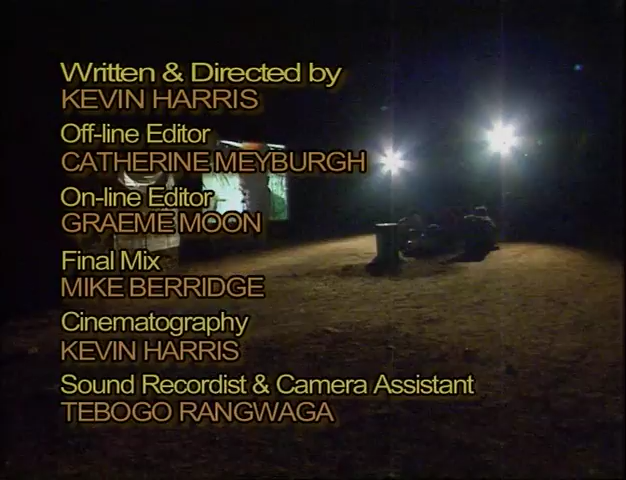 Written & Directed by
KEVIN HARRIS
Off-line Editor
CATHERINE MEYBURGH
On-line Editor
GRAEME MOON
Final Mix
MIKE BERRIDGE
Cinematography
KEVIN HARRIS
Sound Recordist & Camera Assistant
TEBOGO RANGWAGA